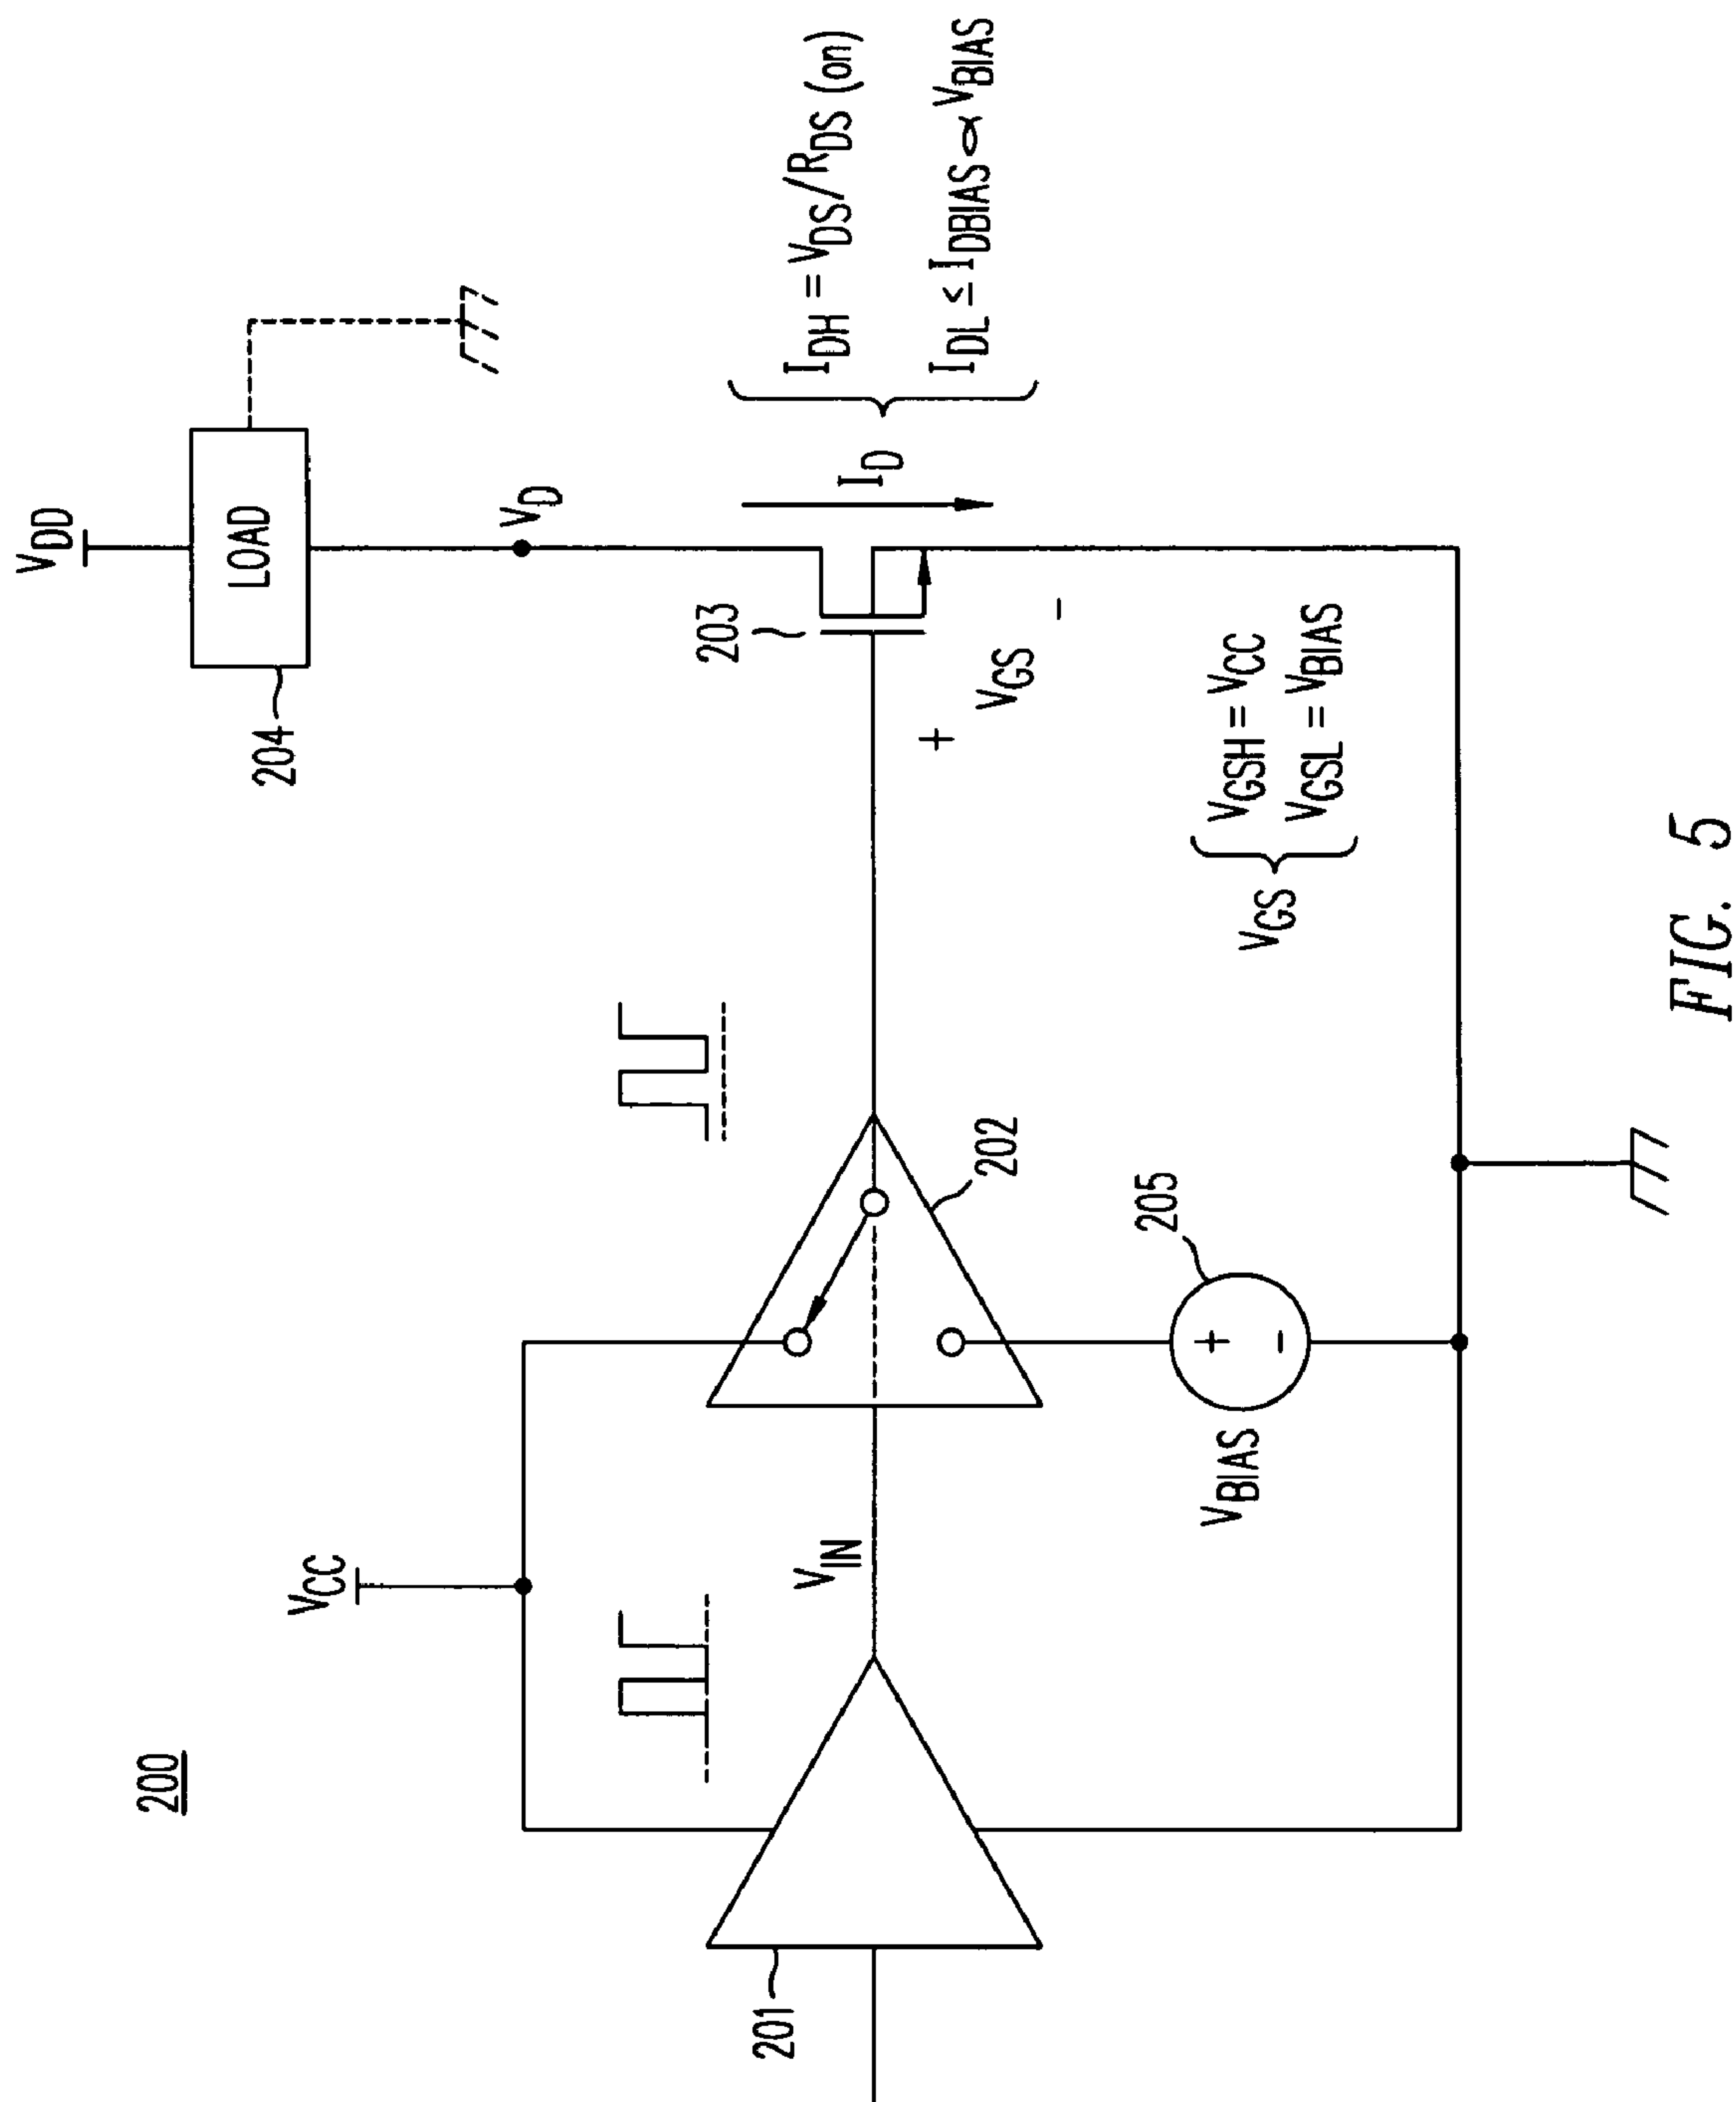 200
V_DD
LOAD
204
V_D
V_CC
V_IN
201
202
203
I_D
I_DH = V_DS/R_DS (on)
I_DL ≤ I_DBIAS ∝ V_BIAS
+ V_GS -
V_BIAS
+
-
205
V_GS { V_GSH = V_CC
V_GSL = V_BIAS
FIG. 5